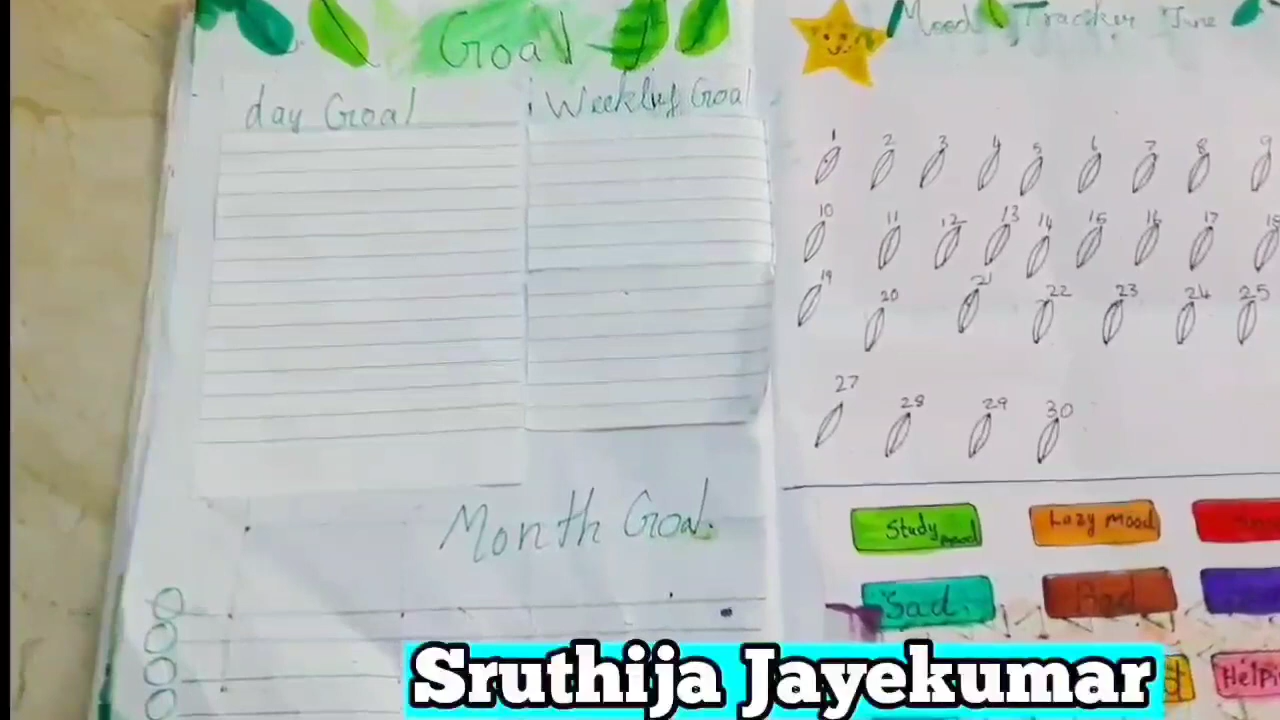 Goal
day Goal
Weekly Goal
Month Goal.
Mood Tracker June
1 2 3 4 5 6 7 8 9
10 11 12 13 14 15 16 17 18
19 20 21 22 23 24 25
27 28 29 30
Study mood
Lazy mood
Sad.
Bad
Sruthija Jayekumar